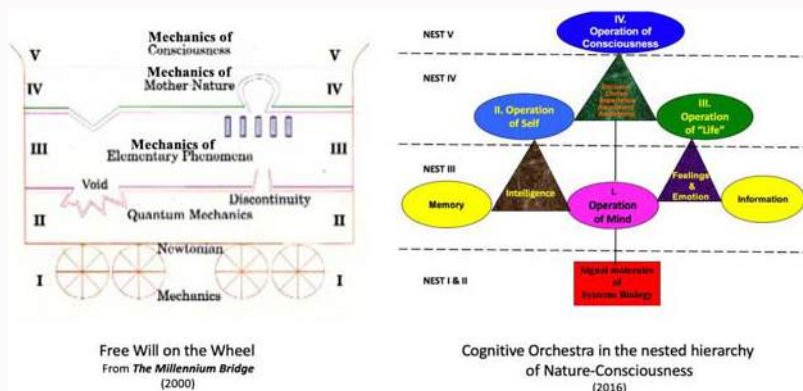 V
Mechanics of
Consciousness
V
IV
Mechanics of
Mother Nature
IV
III
Mechanics of
Elementary Phenomena
III
Void
Discontinuity
II
Quantum Mechanics
II
Newtonian
I
Mechanics
I
Free Will on the Wheel
From The Millennium Bridge
(2000)
NEST V
IV.
Operation of
Consciousness
NEST IV
II. Operation
of Self
III.
Operation
of "Life"
NEST III
Memory
Intelligence
I.
Operation
of Mind
Feelings
&
Emotion
Information
NEST I & II
Signal molecules
of
Systems Biology
Cognitive Orchestra in the nested hierarchy
of Nature-Consciousness
(2016)